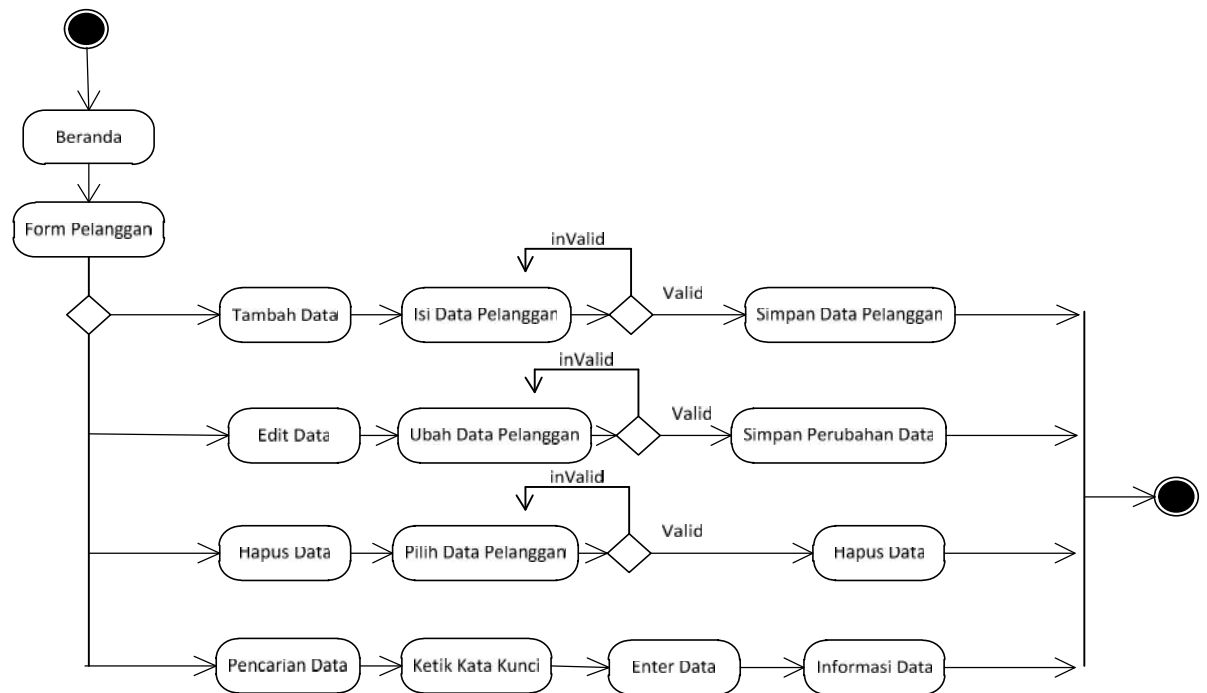 Beranda
Form Pelanggan
inValid
Tambah Data
Isi Data Pelanggan
Valid
Simpan Data Pelanggan
inValid
Edit Data
Ubah Data Pelanggan
Valid
Simpan Perubahan Data
inValid
Hapus Data
Pilih Data Pelanggan
Valid
Hapus Data
Pencarian Data
Ketik Kata Kunci
Enter Data
Informasi Data